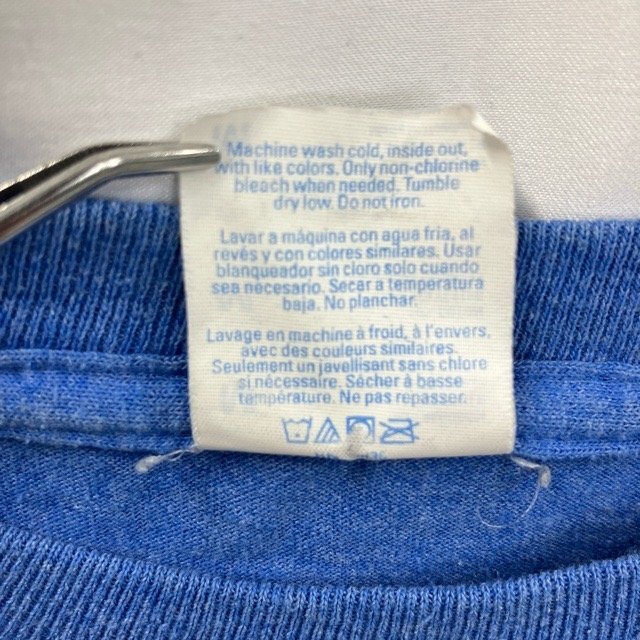 Machine wash cold, inside out,
with like colors. Only non-chlorine
bleach when needed. Tumble
dry low. Do not iron.
Lavar a máquina con agua fria, al
revés y con colores similares. Usar
blanqueador sin cloro solo cuando
sea necesario. Secar a temperatura
baja. No planchar.
Lavage en machine à froid, à l'envers,
avec des couleurs similaires.
Seulement un javellisant sans chlore
si nécessaire. Sécher à basse
température. Ne pas repasser.